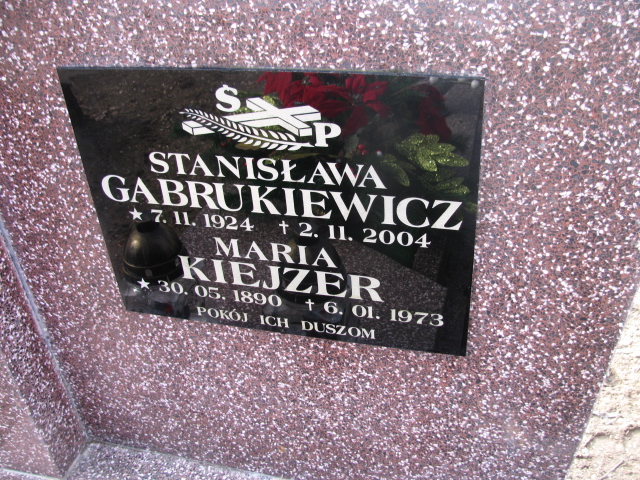 Ś P
STANISŁAWA
GABRUKIEWICZ
★ 7. 11. 1924 † 2. 11. 2004
MARIA
KIEJZER
★ 30. 05. 1890 † 6. 01. 1973
POKÓJ ICH DUSZOM